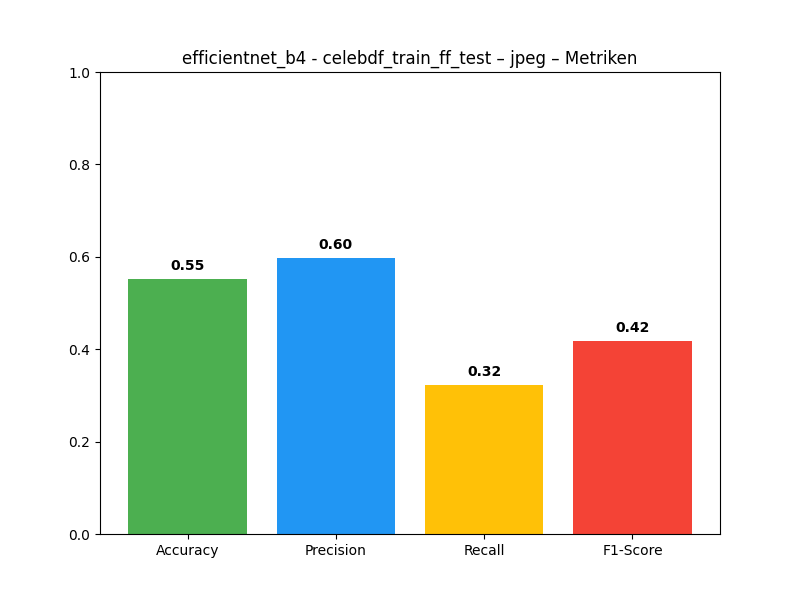 efficientnet_b4 - celebdf_train_ff_test – jpeg – Metriken
1.0
0.8
0.6
0.4
0.2
0.0
0.55
0.60
0.32
0.42
Accuracy
Precision
Recall
F1-Score